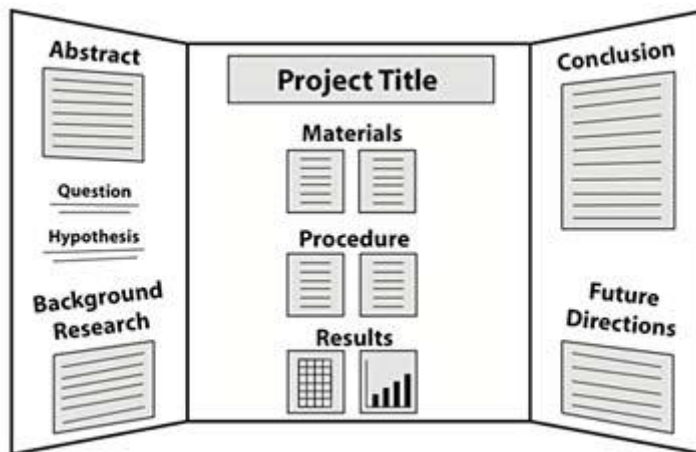 Abstract
Question
Hypothesis
Background
Research
Project Title
Materials
Procedure
Results
Conclusion
Future
Directions